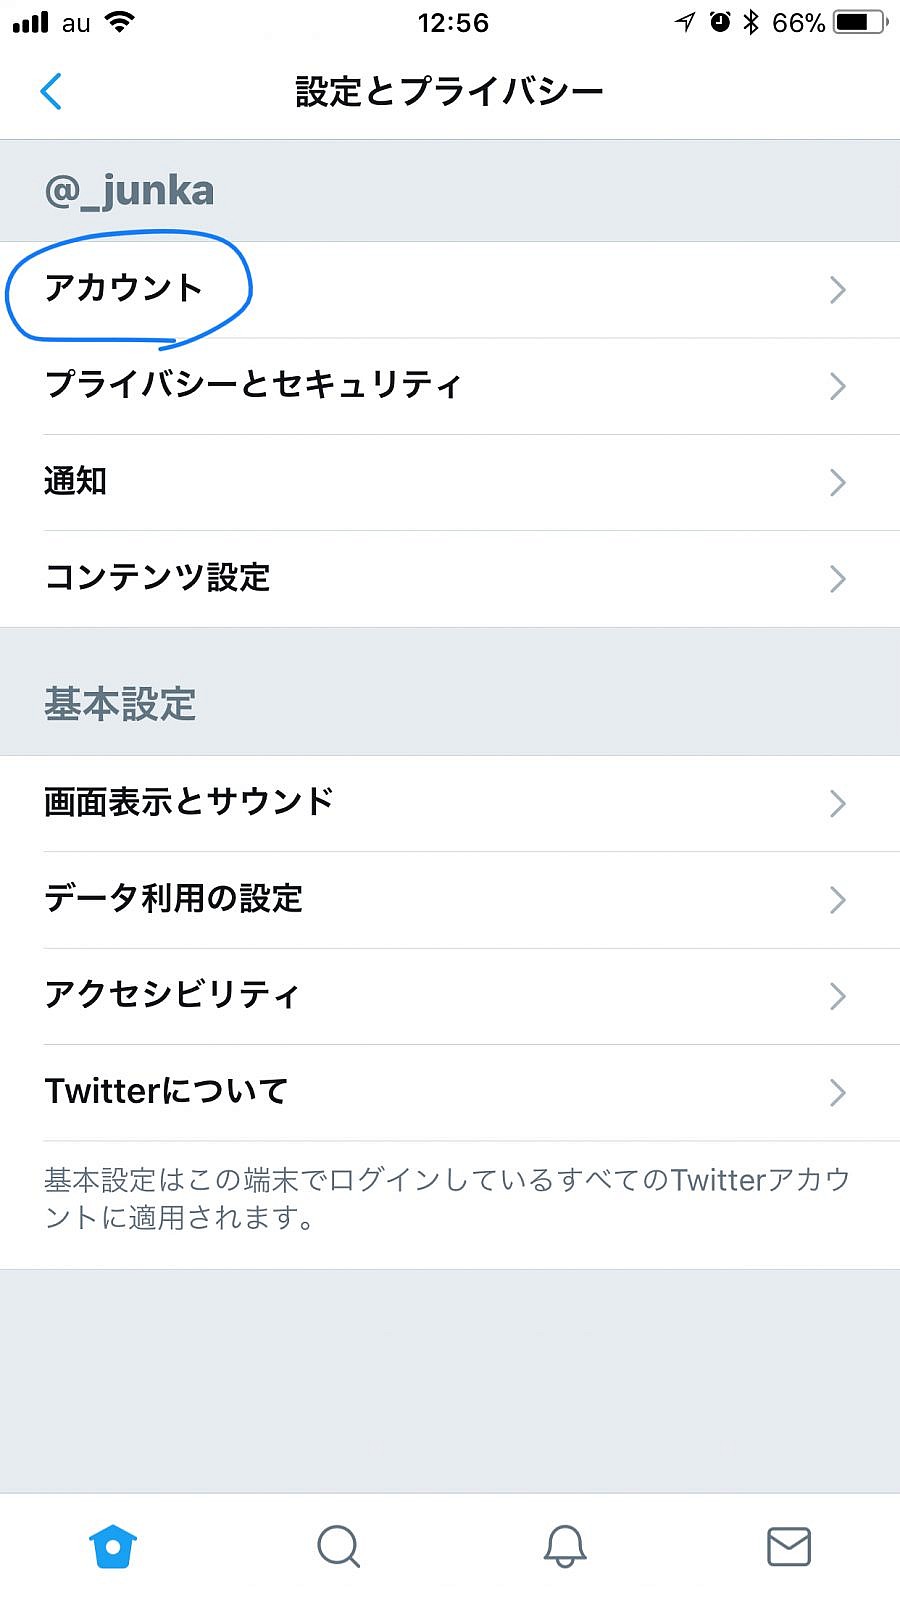 au 12:56 66%
設定とプライバシー
@_junka
アカウント
プライバシーとセキュリティ
通知
コンテンツ設定
基本設定
画面表示とサウンド
データ利用の設定
アクセシビリティ
Twitterについて
基本設定はこの端末でログインしているすべてのTwitterアカウ
ントに適用されます。